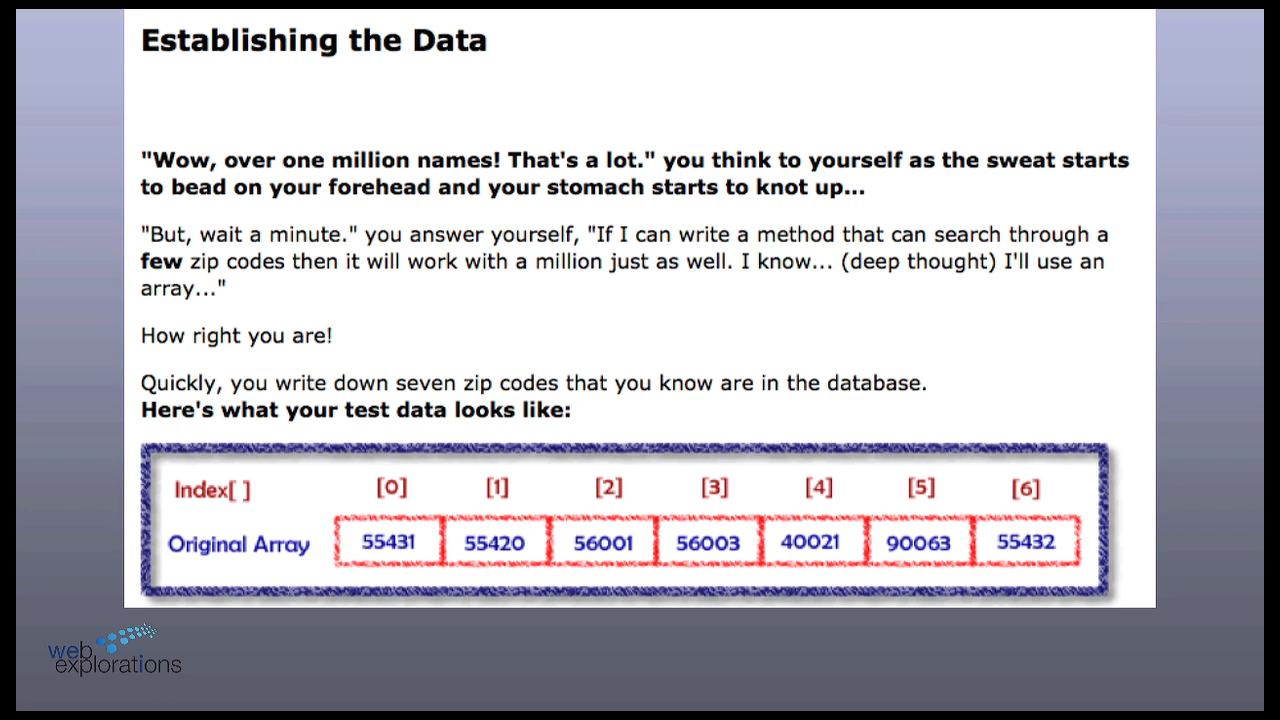 Establishing the Data
"Wow, over one million names! That's a lot." you think to yourself as the sweat starts
to bead on your forehead and your stomach starts to knot up...
"But, wait a minute." you answer yourself, "If I can write a method that can search through a
few zip codes then it will work with a million just as well. I know... (deep thought) I'll use an
array..."
How right you are!
Quickly, you write down seven zip codes that you know are in the database.
Here's what your test data looks like:
Index[ ] [0] [1] [2] [3] [4] [5] [6]
Original Array 55431 55420 56001 56003 40021 90063 55432
web
explorations